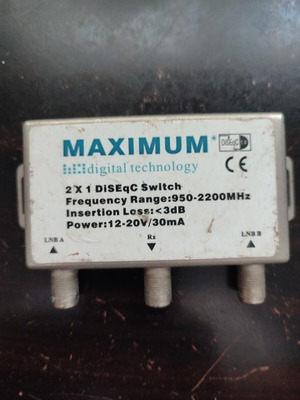 MAXIMUM
DiSEqC
digital technology
CE
2 X 1 DiSEqC Switch
Frequency Range:950-2200MHz
Insertion Loss:<3dB
Power:12-20V/30mA
LNB A
Rx
LNB B